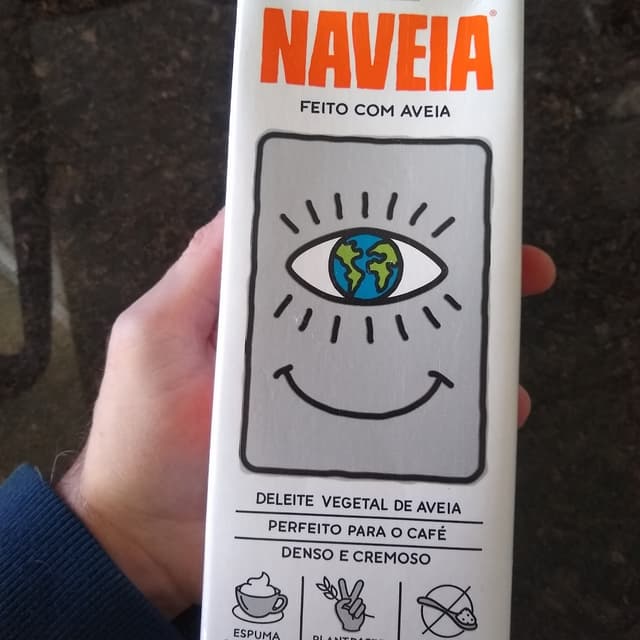 NAVEIA®
FEITO COM AVEIA
DELEITE VEGETAL DE AVEIA
PERFEITO PARA O CAFÉ
DENSO E CREMOSO
ESPUMA